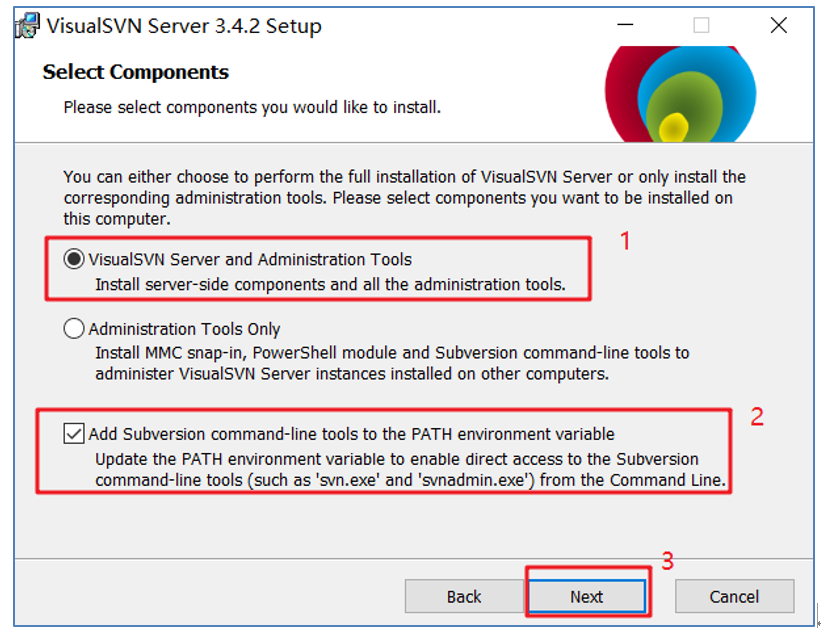 VisualSVN Server 3.4.2 Setup
Select Components
Please select components you would like to install.
You can either choose to perform the full installation of VisualSVN Server or only install the
corresponding administration tools. Please select components you want to be installed on
this computer.
1
VisualSVN Server and Administration Tools
Install server-side components and all the administration tools.
Administration Tools Only
Install MMC snap-in, PowerShell module and Subversion command-line tools to
administer VisualSVN Server instances installed on other computers.
2
Add Subversion command-line tools to the PATH environment variable
Update the PATH environment variable to enable direct access to the Subversion
command-line tools (such as 'svn.exe' and 'svnadmin.exe') from the Command Line.
3
Back Next Cancel